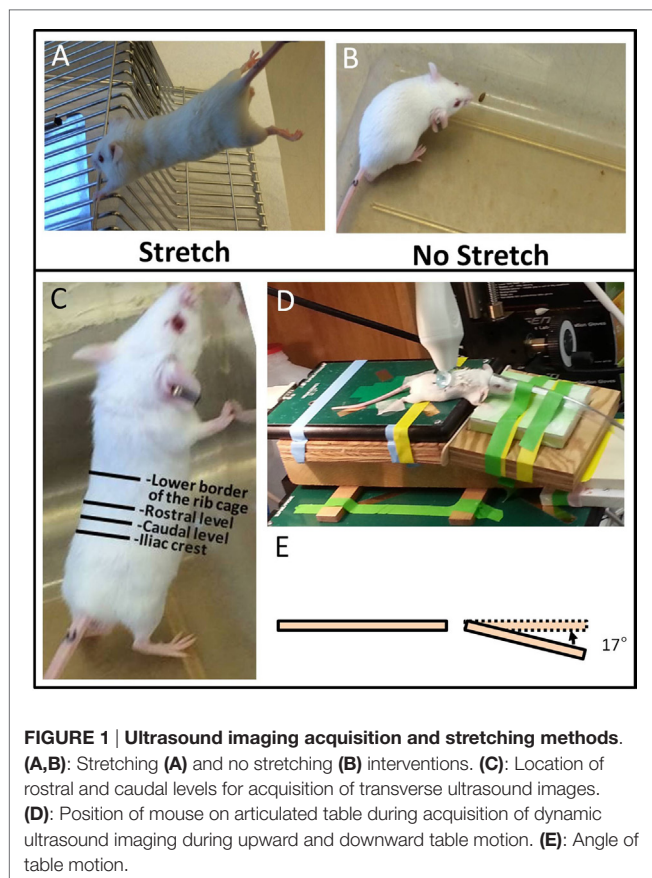 A
B
Stretch
No Stretch
C
D
-Lower border
of the rib cage
-Rostral level
-Caudal level
-Iliac crest
E
17°
FIGURE 1 | Ultrasound imaging acquisition and stretching methods.
(A,B): Stretching (A) and no stretching (B) interventions. (C): Location of
rostral and caudal levels for acquisition of transverse ultrasound images.
(D): Position of mouse on articulated table during acquisition of dynamic
ultrasound imaging during upward and downward table motion. (E): Angle of
table motion.